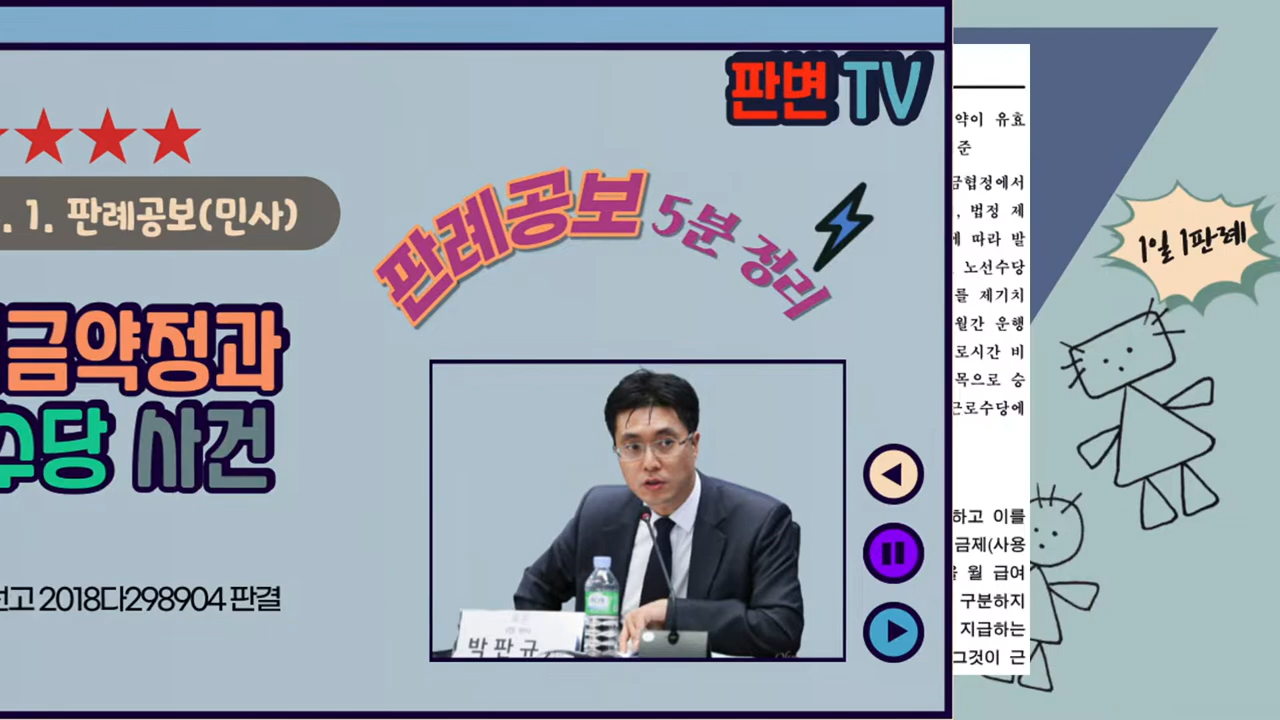 판변 TV
. 1. 판례공보(민사)
판례공보 5분 정리
금약정과
수당 사건
선고 2018다298904 판결
박판규
약이 유효
준
금협정에서
, 법정 제
에 따라 발
노선수당
를 제기치
월간 운행
로시간 비
목으로 승
근로수당에
하고 이를
금제(사용
을 월 급여
구분하지
지급하는
그것이 근
1일 1판례